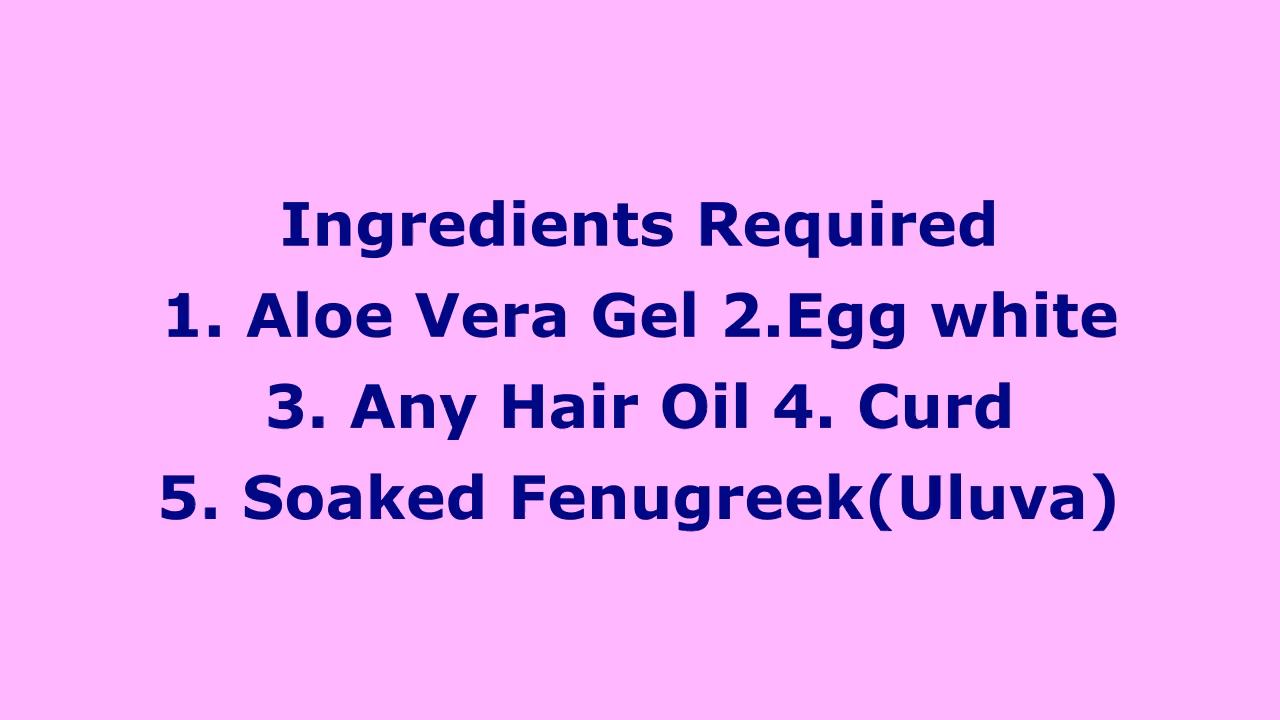 Ingredients Required
1. Aloe Vera Gel 2.Egg white
3. Any Hair Oil 4. Curd
5. Soaked Fenugreek(Uluva)